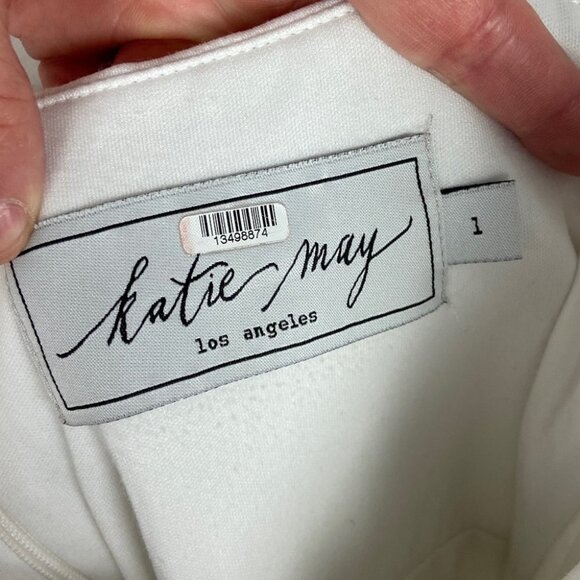 13498874
katie may
los angeles
1